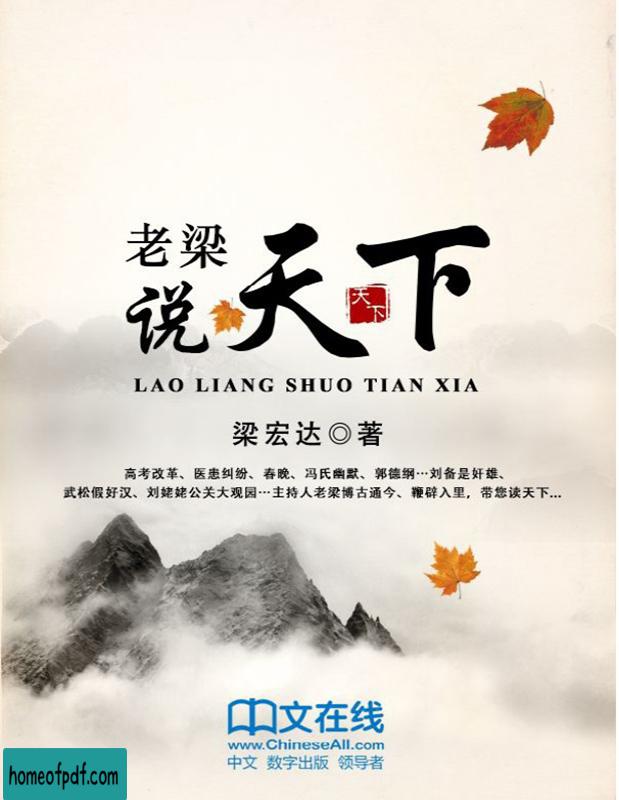 老梁
说天下
天下
LAO LIANG SHUO TIAN XIA
梁宏达◎著
高考改革、医患纠纷、春晚、冯氏幽默、郭德纲…刘备是奸雄、
武松假好汉、刘姥姥公关大观园…主持人老梁博古通今、鞭辟入里，带您读天下...
中文在线
www.ChineseAll.com
中文 数字出版 领导者
homeofpdf.com